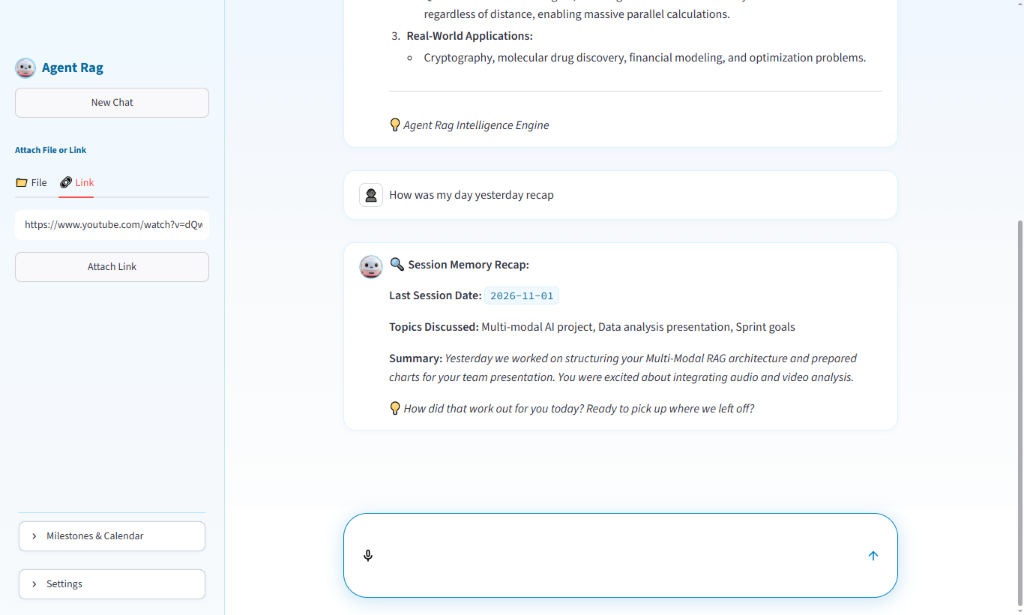 Agent Rag
New Chat
Attach File or Link
File
Link
https://www.youtube.com/watch?v=dQw
Attach Link
Milestones & Calendar
Settings
regardless of distance, enabling massive parallel calculations.
3. Real-World Applications:
Cryptography, molecular drug discovery, financial modeling, and optimization problems.
Agent Rag Intelligence Engine
How was my day yesterday recap
Session Memory Recap:
Last Session Date: 2026-11-01
Topics Discussed: Multi-modal AI project, Data analysis presentation, Sprint goals
Summary: Yesterday we worked on structuring your Multi-Modal RAG architecture and prepared
charts for your team presentation. You were excited about integrating audio and video analysis.
How did that work out for you today? Ready to pick up where we left off?